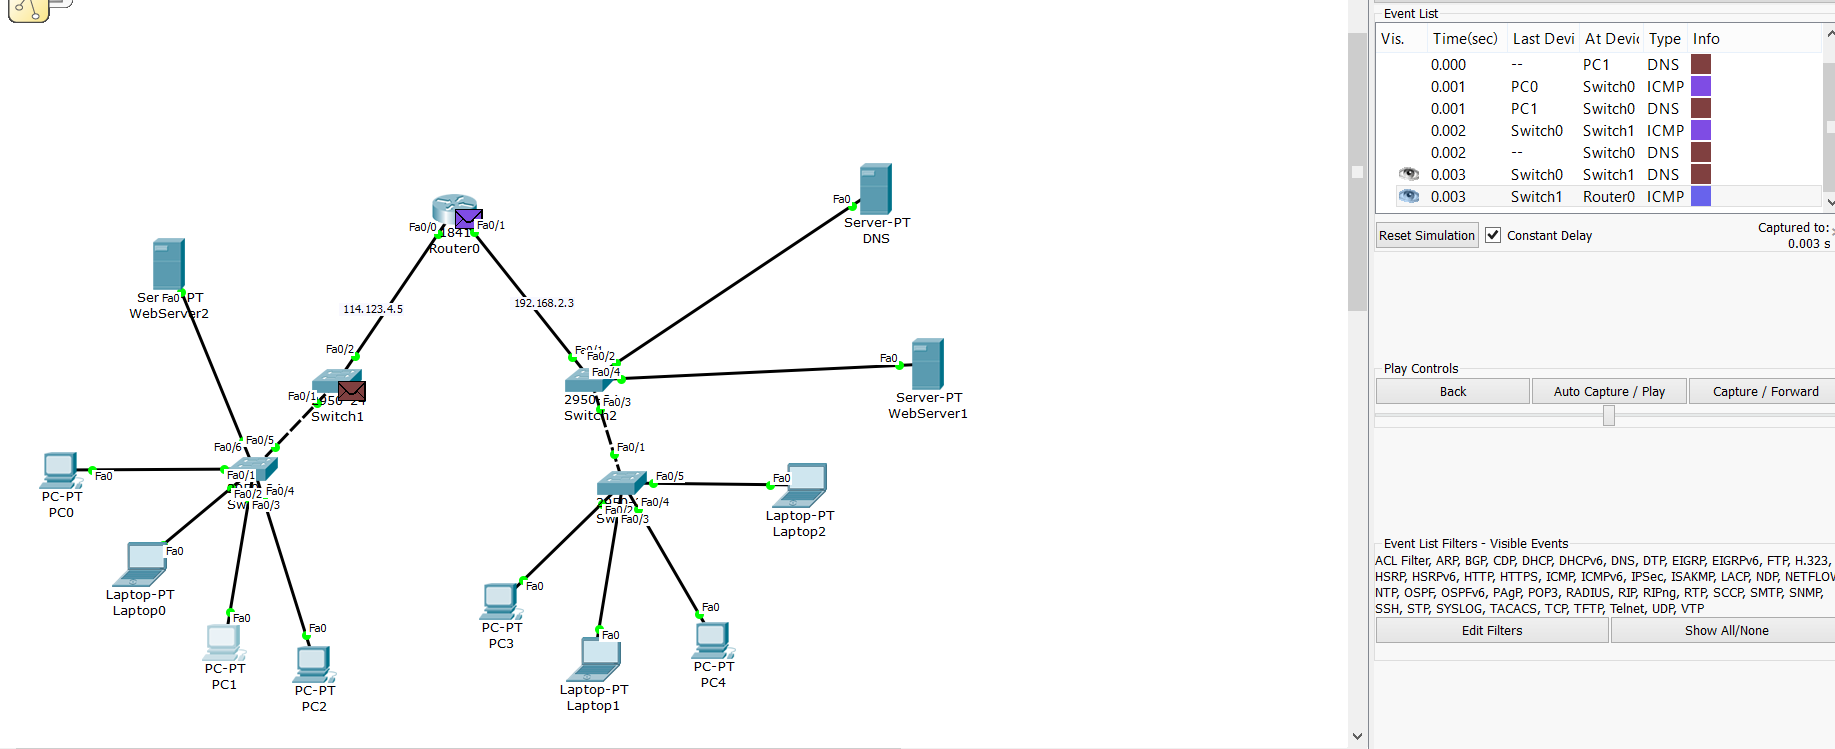 Fa0
Server-PT
DNS
Fa0/0
Fa0/1
1841
Router0
Fa0
PT
WebServer2
114.123.4.5
192.168.2.3
Fa0/2
Fa0/1
Switch1
Fa0/2
Fa0/4
Fa0/3
Switch2
Fa0
Server-PT
WebServer1
Fa0/6
Fa0/5
Fa0/1
Fa0/2
Fa0/4
Fa0/3
Fa0
PC-PT
PC0
Fa0
Laptop-PT
Laptop0
Fa0
PC-PT
PC1
Fa0
PC-PT
PC2
Fa0/1
Fa0/5
Fa0/4
Fa0/2
Fa0/3
Fa0
Laptop-PT
Laptop2
Fa0
PC-PT
PC3
Fa0
Laptop-PT
Laptop1
Fa0
PC-PT
PC4
Event List
Vis. Time(sec) Last Devi At Devic Type Info
0.000 -- PC1 DNS
0.001 PC0 Switch0 ICMP
0.001 PC1 Switch0 DNS
0.002 Switch0 Switch1 ICMP
0.002 -- Switch0 DNS
0.003 Switch0 Switch1 DNS
0.003 Switch1 Router0 ICMP
Reset Simulation
Constant Delay
Captured to:
0.003 s
Play Controls
Back
Auto Capture / Play
Capture / Forward
Event List Filters - Visible Events
ACL Filter, ARP, BGP, CDP, DHCP, DHCPv6, DNS, DTP, EIGRP, EIGRPv6, FTP, H.323,
HSRP, HSRPv6, HTTP, HTTPS, ICMP, ICMPv6, IPSec, ISAKMP, LACP, NDP, NETFLOW
NTP, OSPF, OSPFv6, PAgP, POP3, RADIUS, RIP, RIPng, RTP, SCCP, SMTP, SNMP,
SSH, STP, SYSLOG, TACACS, TCP, TFTP, Telnet, UDP, VTP
Edit Filters
Show All/None